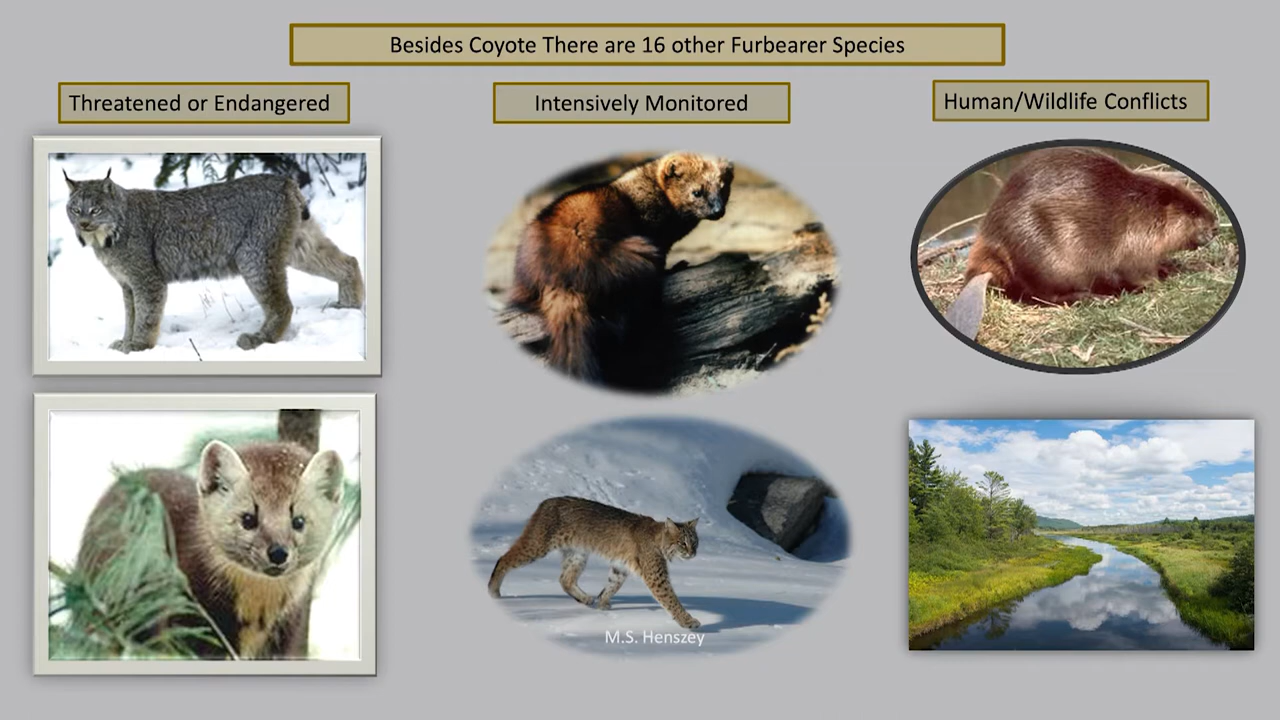 Besides Coyote There are 16 other Furbearer Species
Threatened or Endangered
Intensively Monitored
Human/Wildlife Conflicts
M.S. Henszey